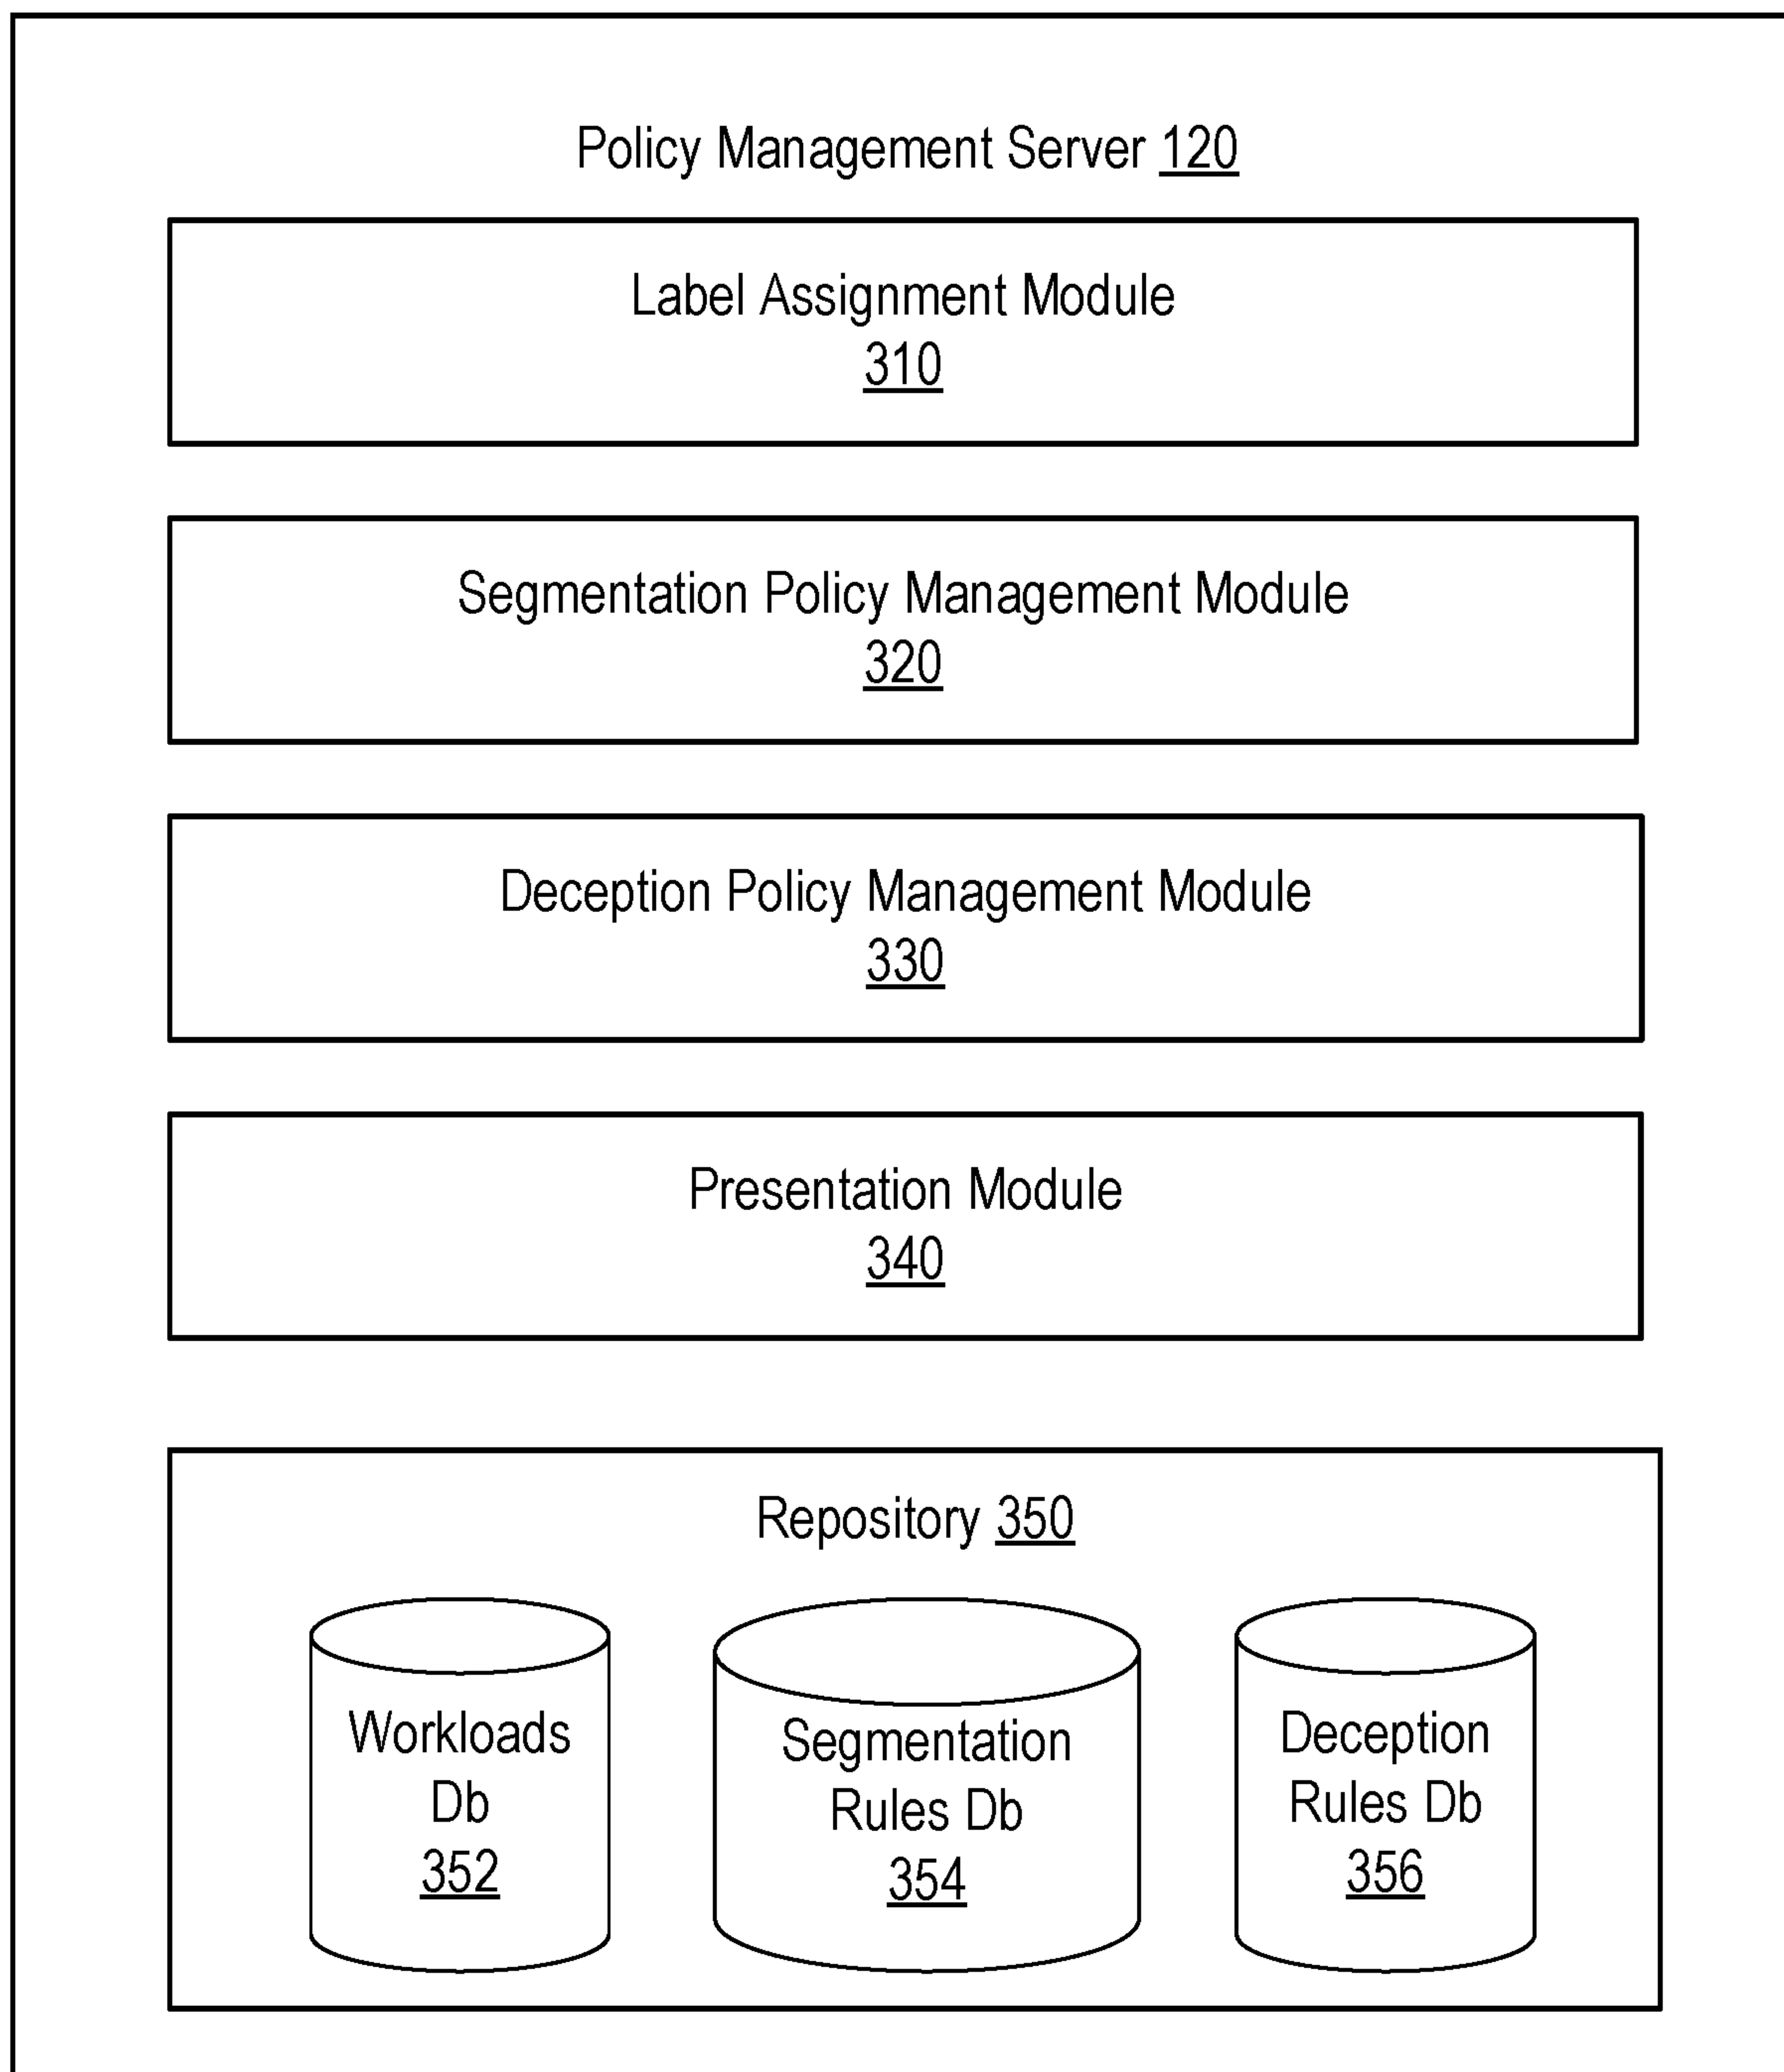 Policy Management Server 120
Label Assignment Module
310
Segmentation Policy Management Module
320
Deception Policy Management Module
330
Presentation Module
340
Repository 350
Workloads
Db
352
Segmentation
Rules Db
354
Deception
Rules Db
356